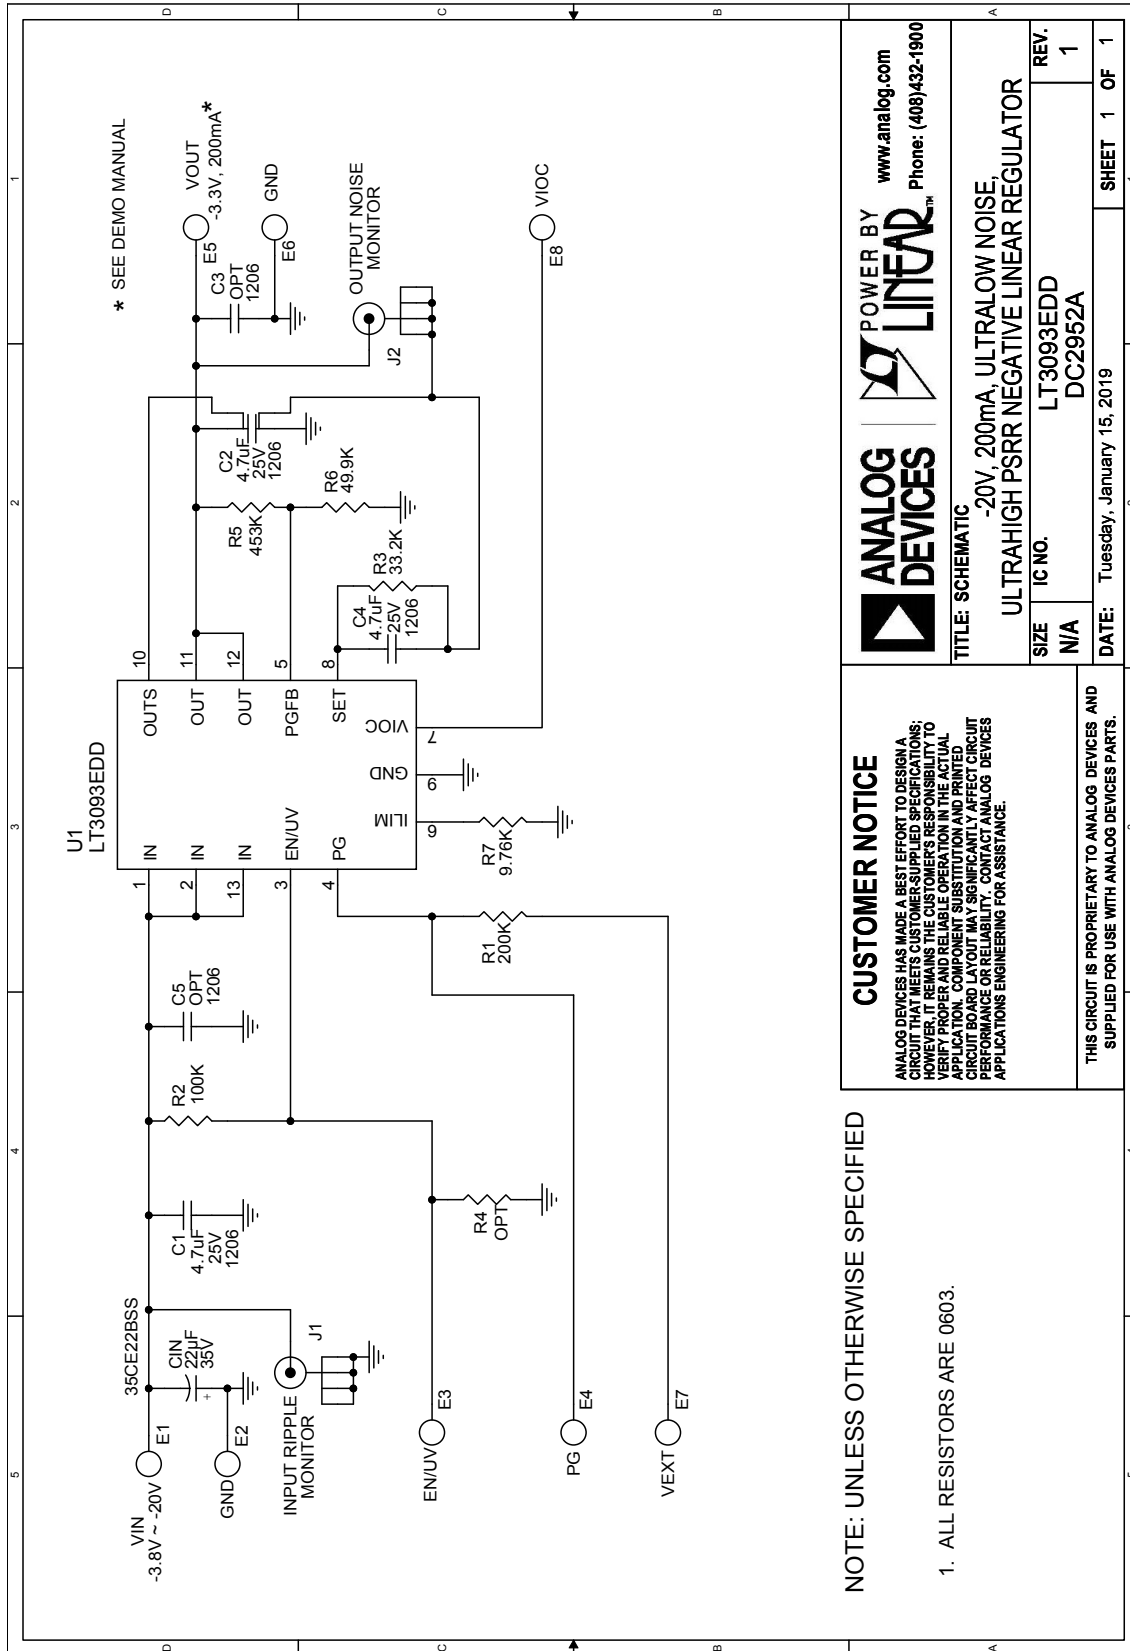 5
4
3
2
1
D
C
B
A
* SEE DEMO MANUAL
U1
LT3093EDD
VIN
-3.8V ~ -20V
E1
GND
E2
35CE22BSS
CIN
22µF
35V
+
INPUT RIPPLE
MONITOR
J1
C1
4.7uF
25V
1206
R2
100K
C5
OPT
1206
EN/UV
E3
R4
OPT
PG
E4
VEXT
E7
R1
200K
1
IN
2
IN
13
IN
3
EN/UV
4
PG
OUTS
10
OUT
11
OUT
12
PGFB
5
SET
8
ILIM
6
GND
9
VIOC
7
R7
9.76K
C4
4.7uF
25V
1206
R3
33.2K
R5
453K
R6
49.9K
C2
4.7uF
25V
1206
C3
OPT
1206
VOUT
-3.3V, 200mA*
E5
GND
E6
OUTPUT NOISE
MONITOR
J2
VIOC
E8
NOTE: UNLESS OTHERWISE SPECIFIED
1. ALL RESISTORS ARE 0603.
CUSTOMER NOTICE
ANALOG DEVICES HAS MADE A BEST EFFORT TO DESIGN A
CIRCUIT THAT MEETS CUSTOMER-SUPPLIED SPECIFICATIONS;
HOWEVER, IT REMAINS THE CUSTOMER'S RESPONSIBILITY TO
VERIFY PROPER AND RELIABLE OPERATION IN THE ACTUAL
APPLICATION. COMPONENT SUBSTITUTION AND PRINTED
CIRCUIT BOARD LAYOUT MAY SIGNIFICANTLY AFFECT CIRCUIT
PERFORMANCE OR RELIABILITY. CONTACT ANALOG DEVICES
APPLICATIONS ENGINEERING FOR ASSISTANCE.
THIS CIRCUIT IS PROPRIETARY TO ANALOG DEVICES AND
SUPPLIED FOR USE WITH ANALOG DEVICES PARTS.
ANALOG
DEVICES
POWER BY
LINEAR™
www.analog.com
Phone: (408)432-1900
TITLE: SCHEMATIC
-20V, 200mA, ULTRALOW NOISE,
ULTRAHIGH PSRR NEGATIVE LINEAR REGULATOR
SIZE
N/A
IC NO.
LT3093EDD
DC2952A
REV.
1
DATE: Tuesday, January 15, 2019
SHEET 1 OF 1
D
C
B
A